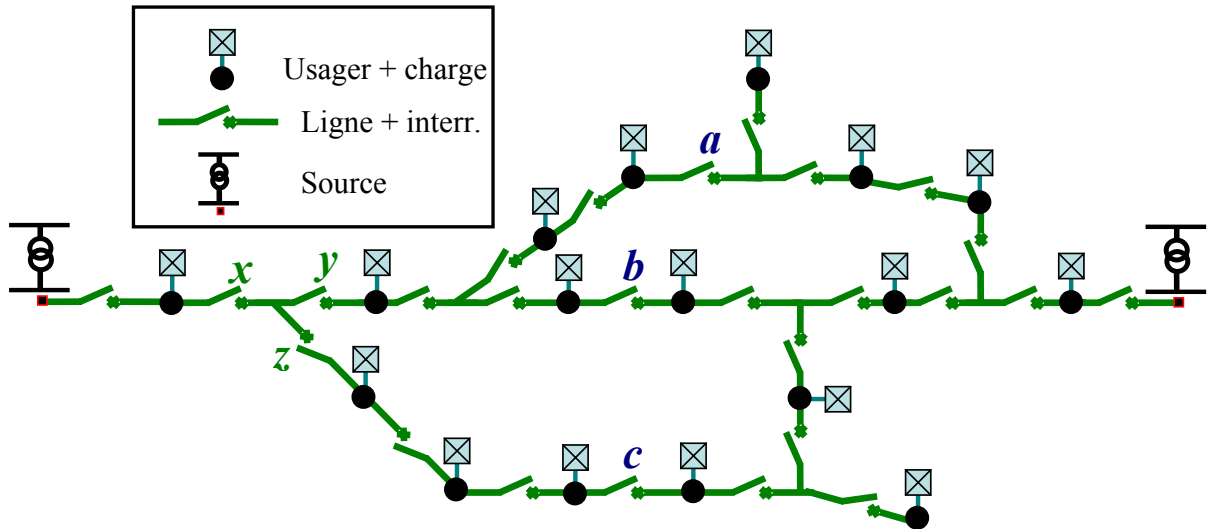 Usager + charge
Ligne + interr.
Source
a
x
y
b
z
c